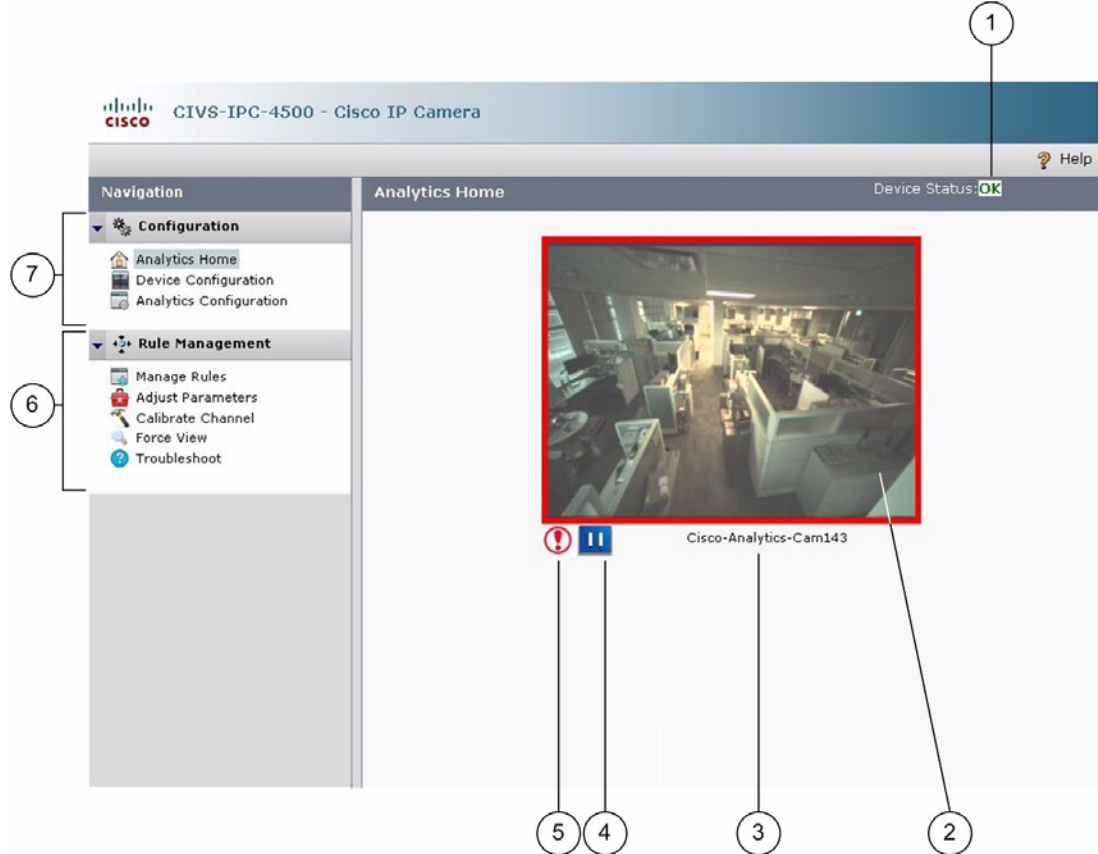 1
CISCO
CIVS-IPC-4500 - Cisco IP Camera
Help
Navigation
Analytics Home
Device Status:OK
Configuration
Analytics Home
Device Configuration
Analytics Configuration
7
Rule Management
Manage Rules
Adjust Parameters
Calibrate Channel
Force View
Troubleshoot
6
Cisco-Analytics-Cam143
5
4
3
2